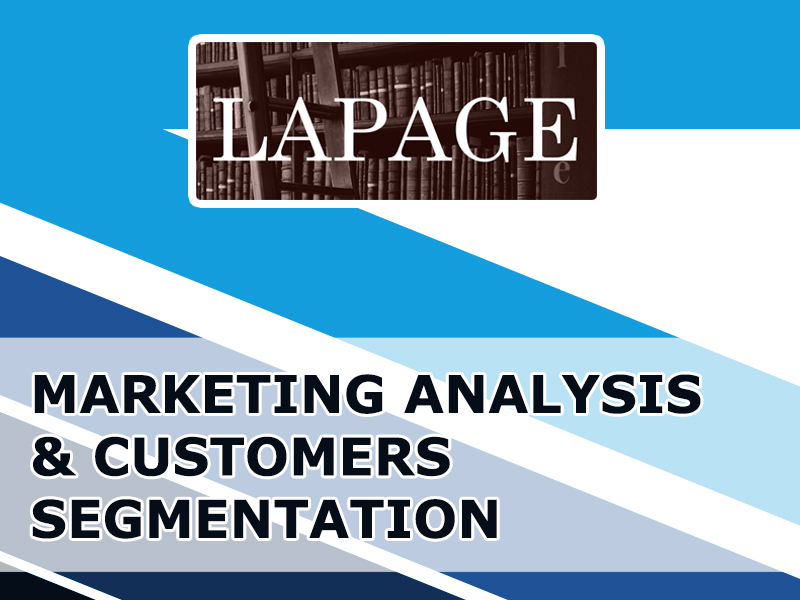 f
LAPAGE
e
MARKETING ANALYSIS
& CUSTOMERS
SEGMENTATION